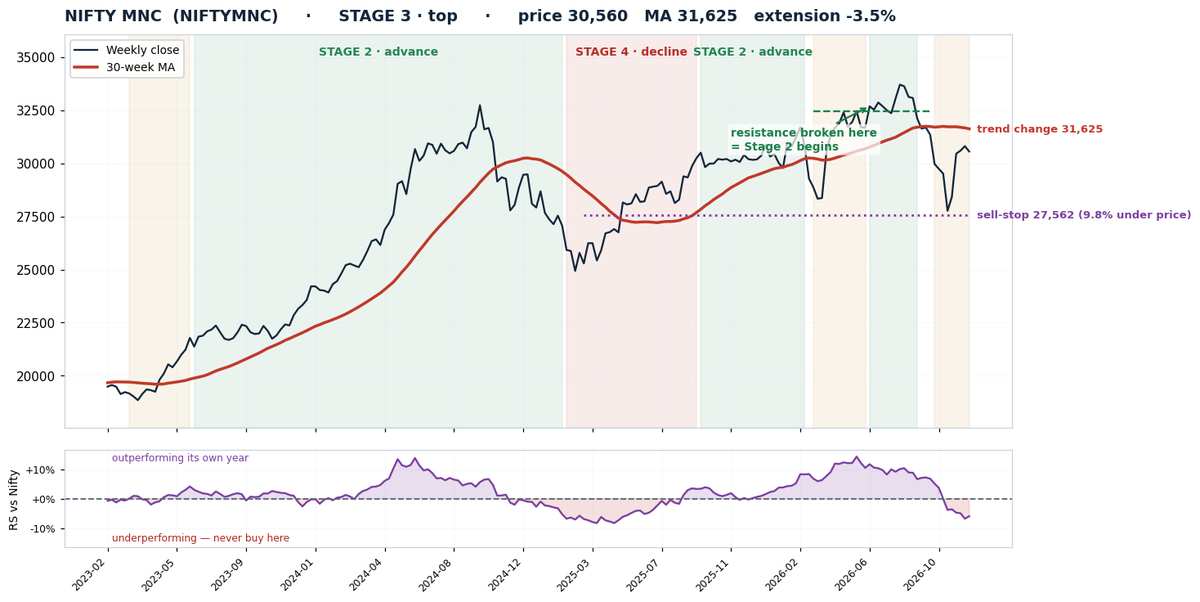 NIFTY MNC (NIFTYMNC) · STAGE 3 · top · price 30,560 MA 31,625 extension -3.5%
Weekly close
30-week MA
STAGE 2 · advance
STAGE 4 · decline
STAGE 2 · advance
35000
32500
30000
27500
25000
22500
20000
resistance broken here
= Stage 2 begins
trend change 31,625
sell-stop 27,562 (9.8% under price)
RS vs Nifty
+10%
+0%
-10%
outperforming its own year
underperforming — never buy here
2023-02
2023-05
2023-09
2024-01
2024-04
2024-08
2024-12
2025-03
2025-07
2025-11
2026-02
2026-06
2026-10